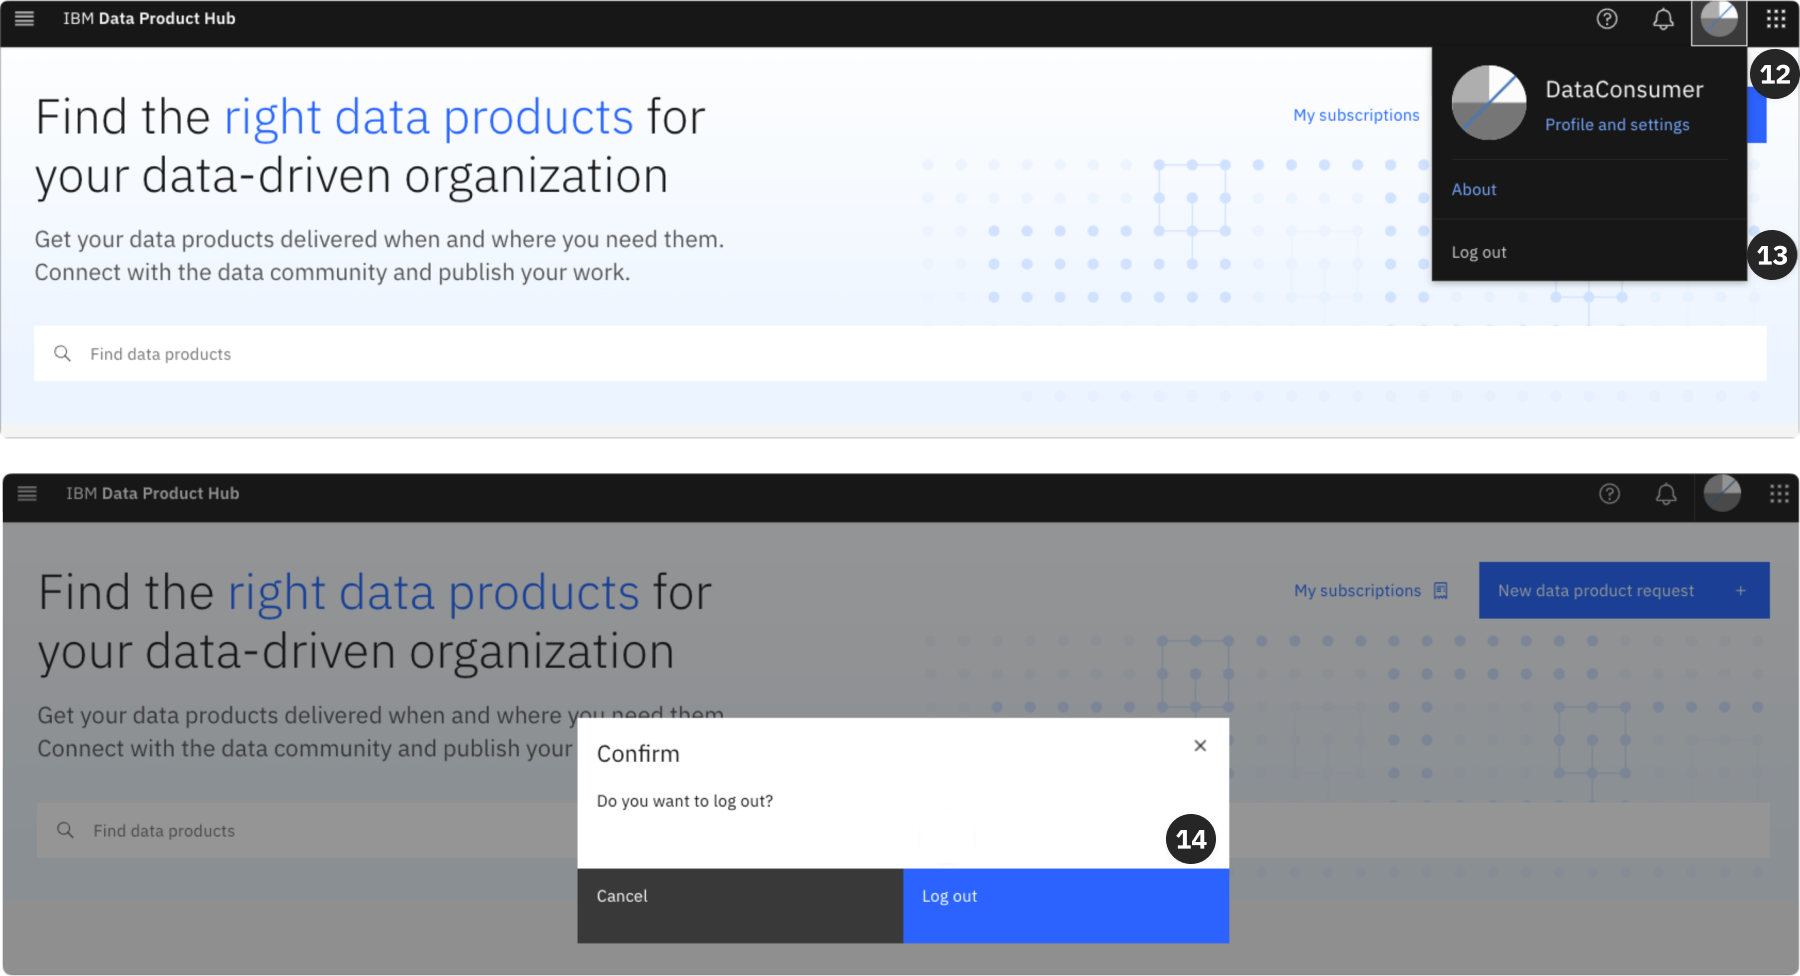 IBM Data Product Hub
12
Find the right data products for
your data-driven organization
My subscriptions
DataConsumer
Profile and settings
About
Log out
13
Get your data products delivered when and where you need them.
Connect with the data community and publish your work.
Find data products
IBM Data Product Hub
Find the right data products for
your data-driven organization
My subscriptions
New data product request +
Get your data products delivered when and where you need them
Connect with the data community and publish your
Find data products
Confirm
Do you want to log out?
14
Cancel
Log out